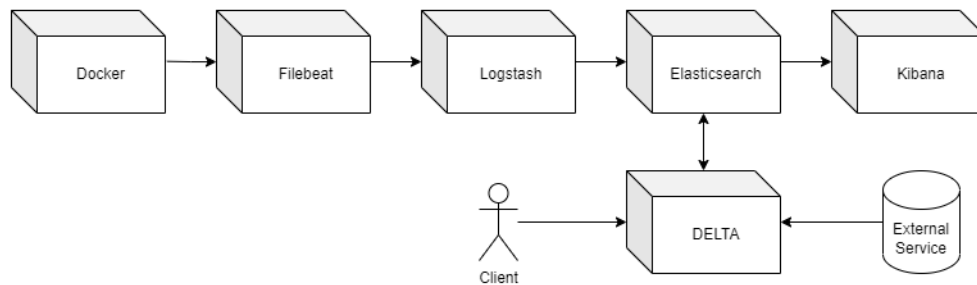 Docker
Filebeat
Logstash
Elasticsearch
Kibana
DELTA
External
Service
Client